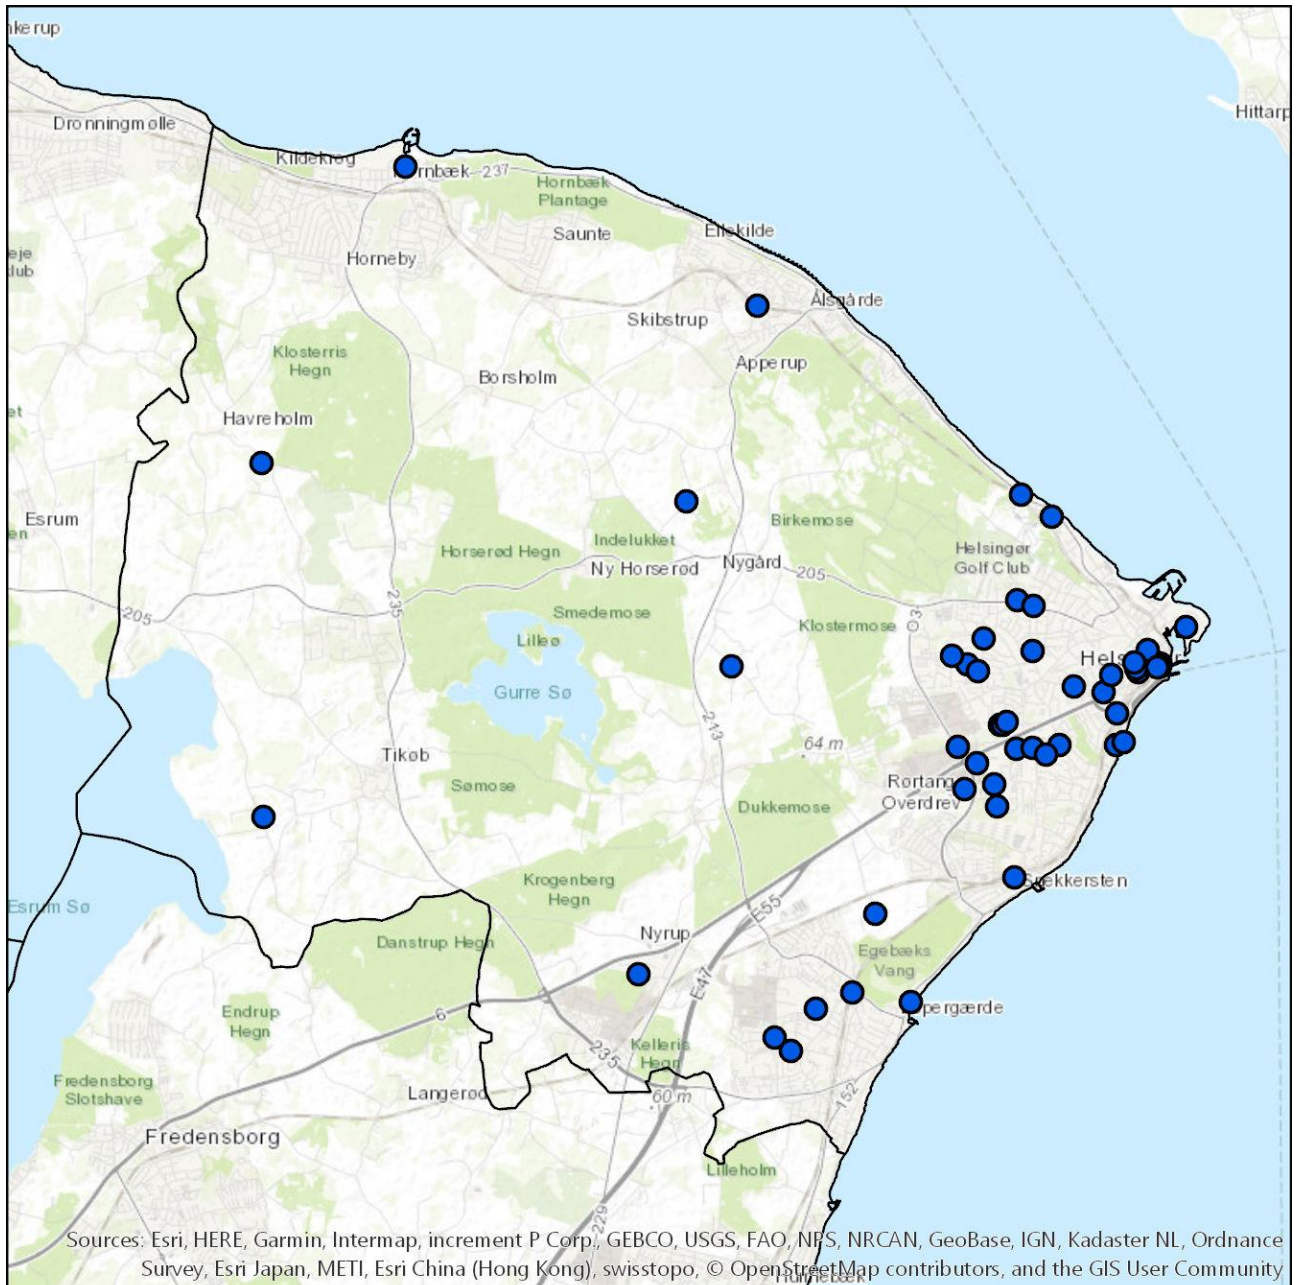 Dronningmølle
Hittarp
Kildekrog
237
Hornbæk
Plantage
Saunte
Ellekilde
Horneby
Ålsgårde
Skibstrup
Klosterris
Hegn
Apperup
Borsholm
Havreholm
Esrum
Birkemose
Indelukket
Horserød Hegn
Ny Horserød
Nygård
205
Helsingør
Golf Club
205
235
Smedemose
Lilleø
Klostermose
O3
Gurre Sø
213
64 m
Tikøb
Sømose
Rørtang
Overdrev
Dukkemose
Krogenberg
Hegn
Esrum Sø
E55
Danstrup Hegn
Nyrup
Egebæks
Vang
E47
6
Endrup
Hegn
235
Kelleris
Hegn
Fredensborg
Slotshave
Langerød
60 m
152
Fredensborg
Lilleholm
229
Sources: Esri, HERE, Garmin, Intermap, increment P Corp., GEBCO, USGS, FAO, NPS, NRCAN, GeoBase, IGN, Kadaster NL, Ordnance
Survey, Esri Japan, METI, Esri China (Hong Kong), swisstopo, © OpenStreetMap contributors, and the GIS User Community